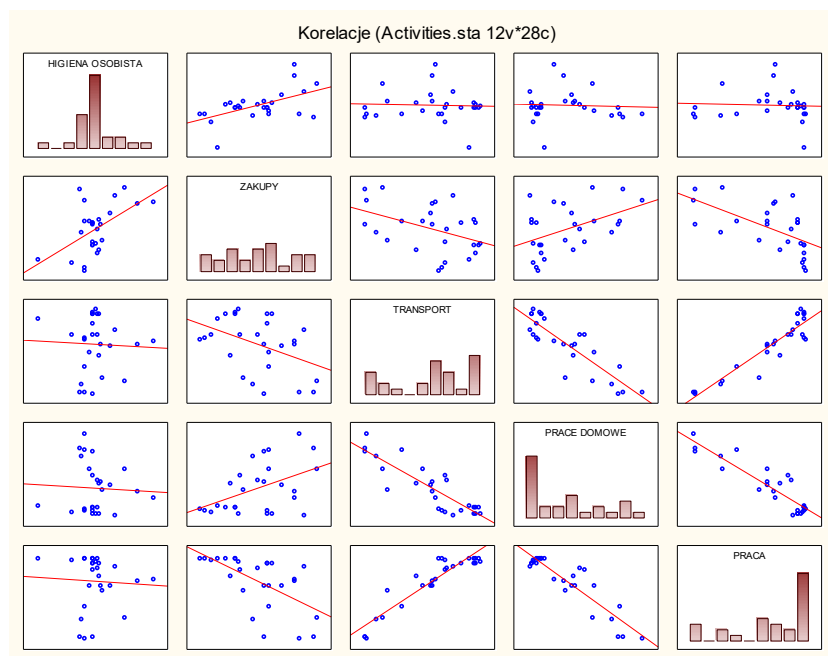 Korelacje (Activities.sta 12v*28c)
HIGIENA OSOBISTA
ZAKUPY
TRANSPORT
PRACE DOMOWE
PRACA